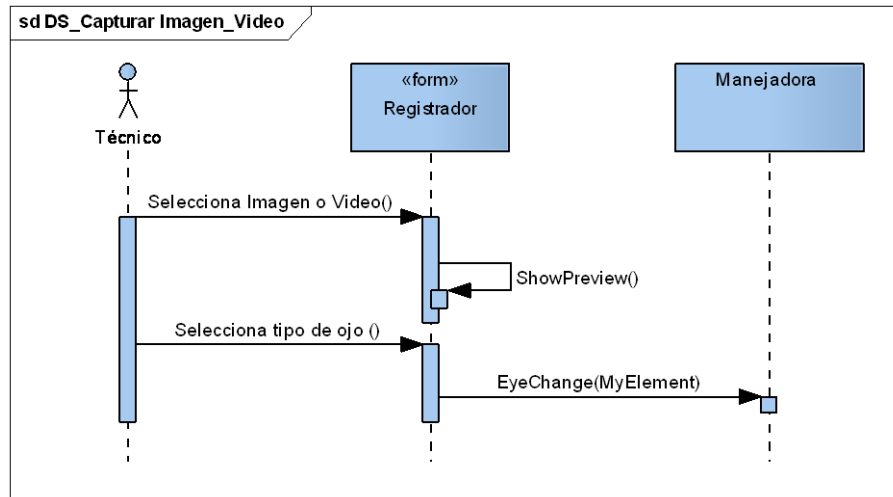 sd DS_Capturar Imagen_Video
Técnico
«form»
Registrador
Manejadora
Selecciona Imagen o Video()
ShowPreview()
Selecciona tipo de ojo ()
EyeChange(MyElement)